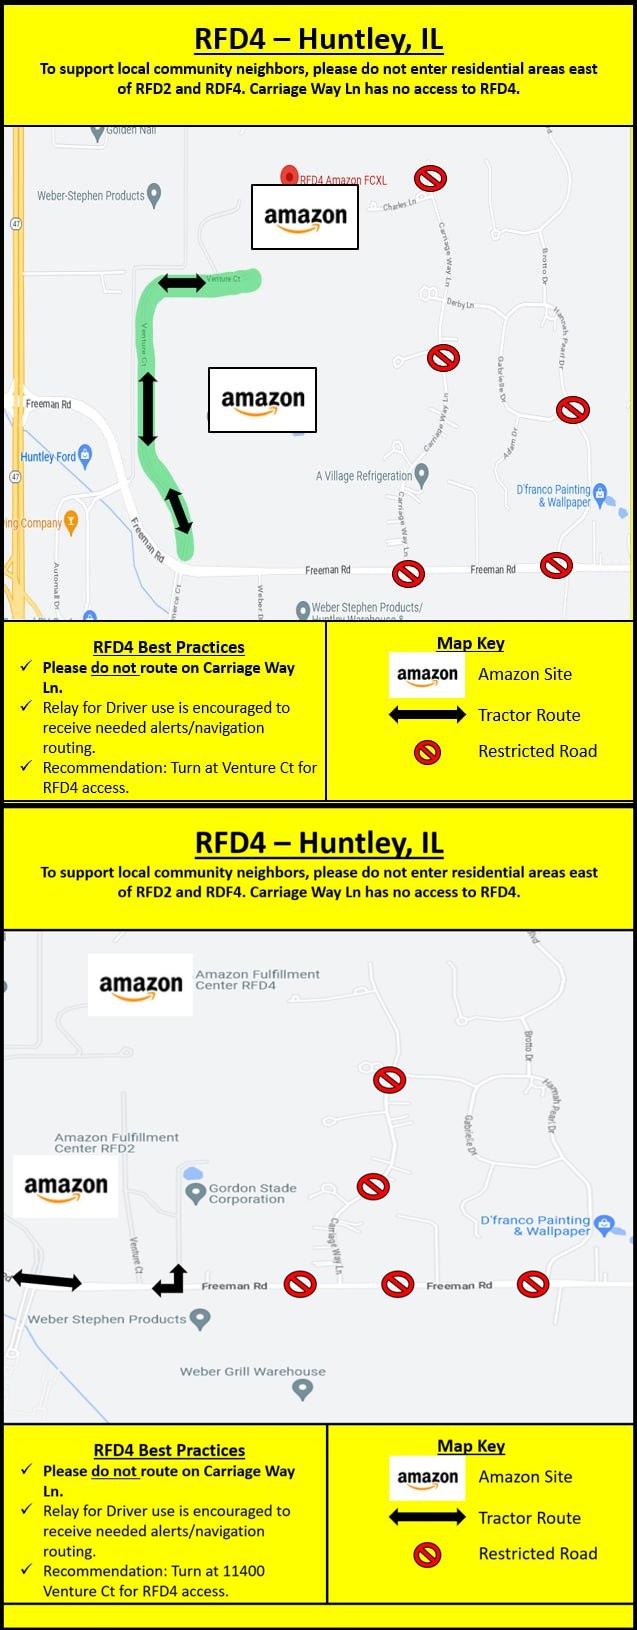 RFD4 – Huntley, IL
To support local community neighbors, please do not enter residential areas east
of RFD2 and RDF4. Carriage Way Ln has no access to RFD4.
Golden Nail
RFD4 Amazon FCXL
Weber-Stephen Products
Charles Ln
amazon
47
Carriage Way Ln
Brotto Dr
Venture Ct
Derby Ln
Hannah Pearl Dr
Venture Ct
Gabrielle Dr
amazon
Freeman Rd
Carriage Way Ln
Adam Dr
Huntley Ford
47
A Village Refrigeration
D'franco Painting
& Wallpaper
ving Company
Carriage Way Ln
Freeman Rd
Freeman Rd
Freeman Rd
Automall Dr
merce Ct
Weber D
Weber Stephen Products/
Huntley Warehouse &
RFD4 Best Practices
✓ Please do not route on Carriage Way
Ln.
✓ Relay for Driver use is encouraged to
receive needed alerts/navigation
routing.
✓ Recommendation: Turn at Venture Ct for
RFD4 access.
Map Key
amazon Amazon Site
Tractor Route
Restricted Road
RFD4 – Huntley, IL
To support local community neighbors, please do not enter residential areas east
of RFD2 and RDF4. Carriage Way Ln has no access to RFD4.
lvd
amazon
Amazon Fulfillment
Center RFD4
Brotto Dr
Hannah Pearl Dr
Gabrielle Dr
Amazon Fulfillment
Center RFD2
amazon
Gordon Stade
Corporation
D'franco Painting
& Wallpaper
Venture Ct
Carriage Way Ln
Rd
Freeman Rd
Freeman Rd
Weber Stephen Products
Weber Grill Warehouse
RFD4 Best Practices
✓ Please do not route on Carriage Way
Ln.
✓ Relay for Driver use is encouraged to
receive needed alerts/navigation
routing.
✓ Recommendation: Turn at 11400
Venture Ct for RFD4 access.
Map Key
amazon Amazon Site
Tractor Route
Restricted Road